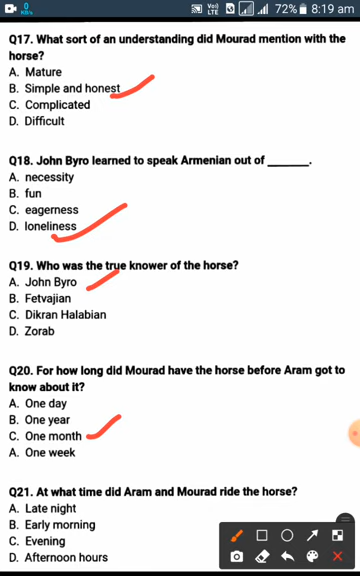 0
KB/s
Vo)
LTE
72%
8:19 am
Q17. What sort of an understanding did Mourad mention with the
horse?
A. Mature
B. Simple and honest
C. Complicated
D. Difficult
Q18. John Byro learned to speak Armenian out of ______.
A. necessity
B. fun
C. eagerness
D. loneliness
Q19. Who was the true knower of the horse?
A. John Byro
B. Fetvajian
C. Dikran Halabian
D. Zorab
Q20. For how long did Mourad have the horse before Aram got to
know about it?
A. One day
B. One year
C. One month
A. One week
Q21. At what time did Aram and Mourad ride the horse?
A. Late night
B. Early morning
C. Evening
D. Afternoon hours